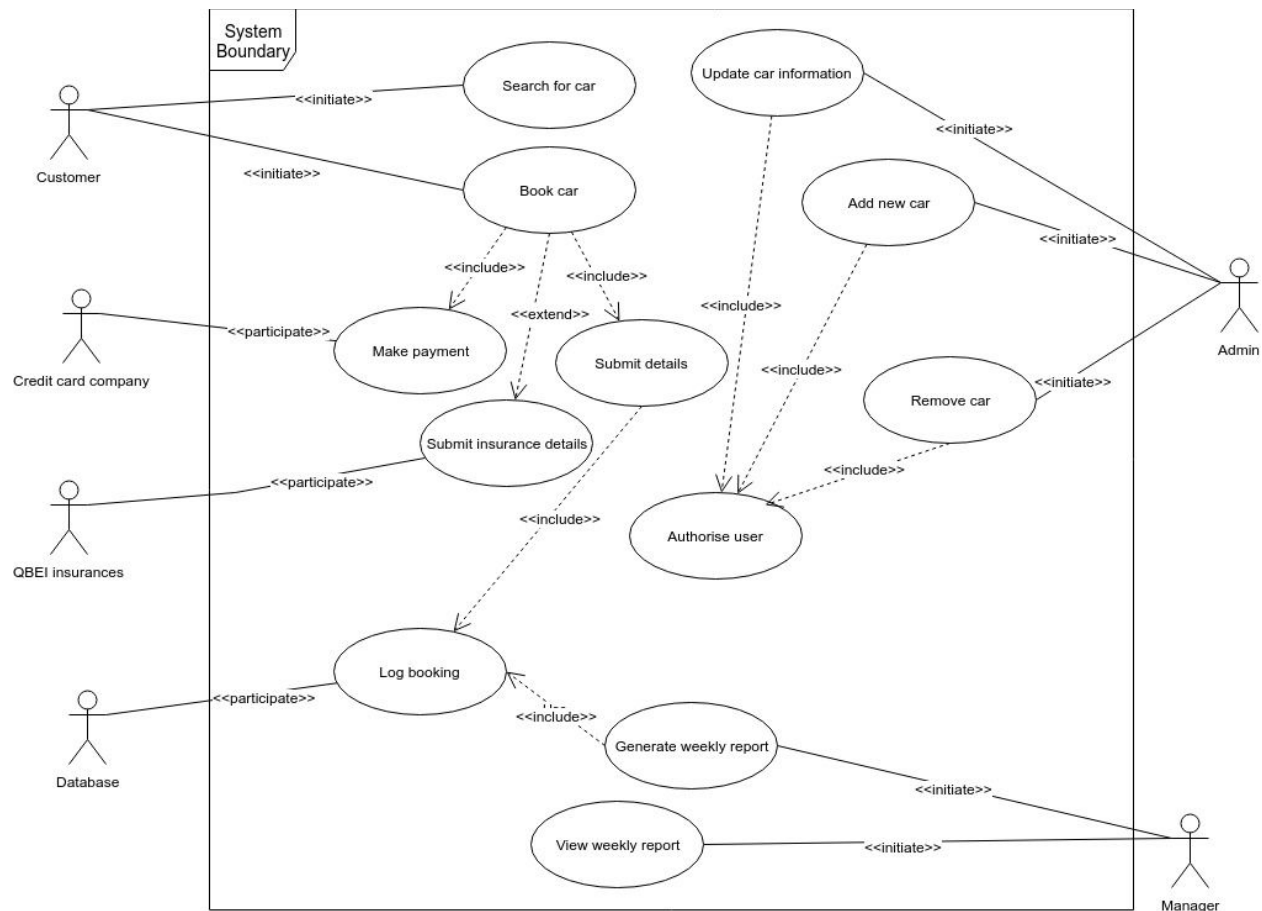 System
Boundary
Search for car
Update car information
<<initiate>>
Customer
<<initiate>>
<<initiate>>
Book car
Add new car
<<initiate>>
<<include>>
<<include>>
<<include>>
<<extend>>
<<participate>>
Make payment
Submit details
Credit card company
Admin
<<include>>
<<initiate>>
Remove car
Submit insurance details
<<include>>
<<participate>>
<<include>>
Authorise user
QBEI insurances
Log booking
<<participate>>
<<include>>
Generate weekly report
Database
<<initiate>>
View weekly report
<<initiate>>
Manager